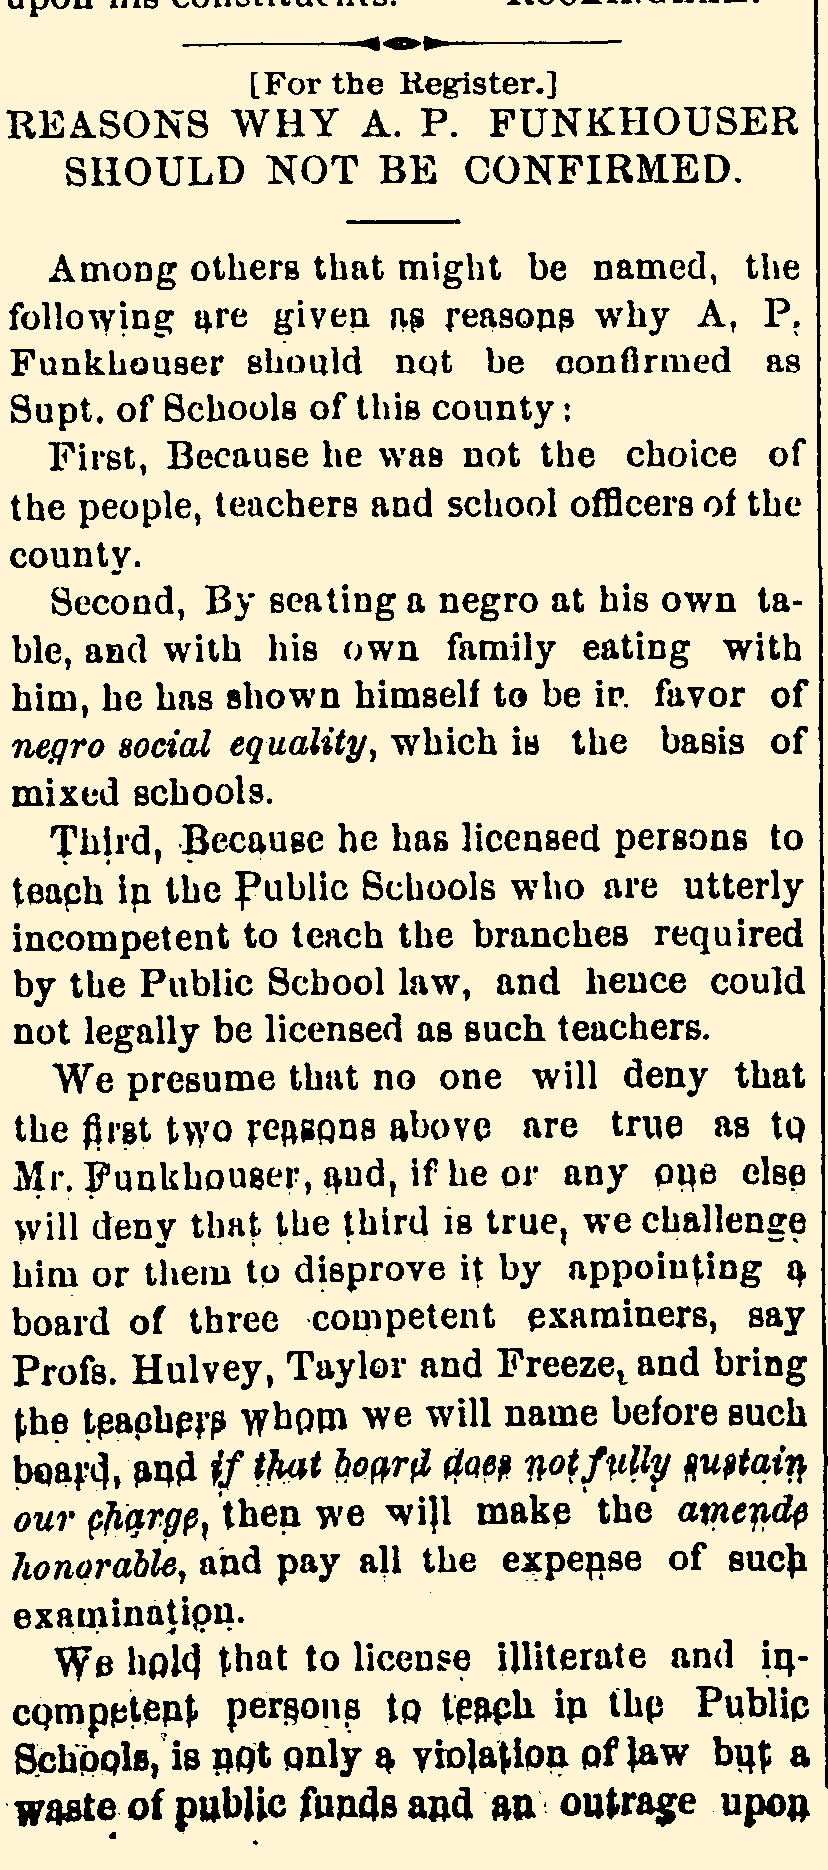 upon his constituents. ROCKINGHAM.
[For the Register.]
REASONS WHY A. P. FUNKHOUSER
SHOULD NOT BE CONFIRMED.
Among others that might be named, the
following are given as reasons why A. P.
Funkhouser should not be confirmed as
Supt. of Schools of this county:
First, Because he was not the choice of
the people, teachers and school officers of the
county.
Second, By seating a negro at his own ta-
ble, and with his own family eating with
him, he has shown himself to be in favor of
negro social equality, which is the basis of
mixed schools.
Third, Because he has licensed persons to
teach in the Public Schools who are utterly
incompetent to teach the branches required
by the Public School law, and hence could
not legally be licensed as such teachers.
We presume that no one will deny that
the first two reasons above are true as to
Mr. Funkhouser, and, if he or any one else
will deny that the third is true, we challenge
him or them to disprove it by appointing a
board of three competent examiners, say
Profs. Hulvey, Taylor and Freeze, and bring
the teachers whom we will name before such
board, and if that board does not fully sustain
our charge, then we will make the amende
honorable, and pay all the expense of such
examination.
We hold that to license illiterate and in-
competent persons to teach in the Public
Schools, is not only a violation of law but a
waste of public funds and an outrage upon